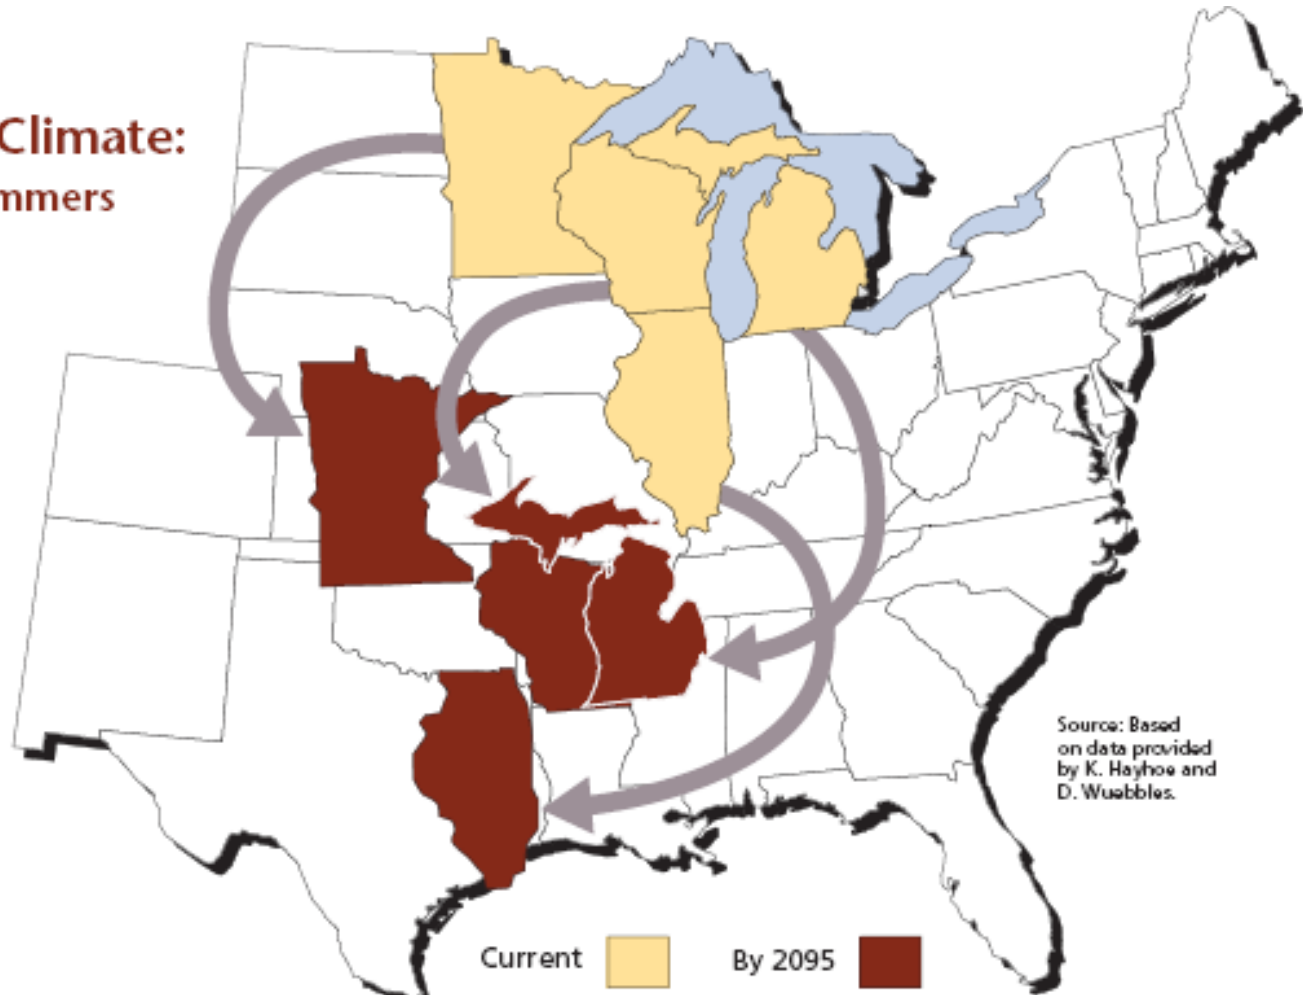 Climate:
mmers
Source: Based
on data provided
by K. Hayhoe and
D. Wuebbles.
Current
By 2095